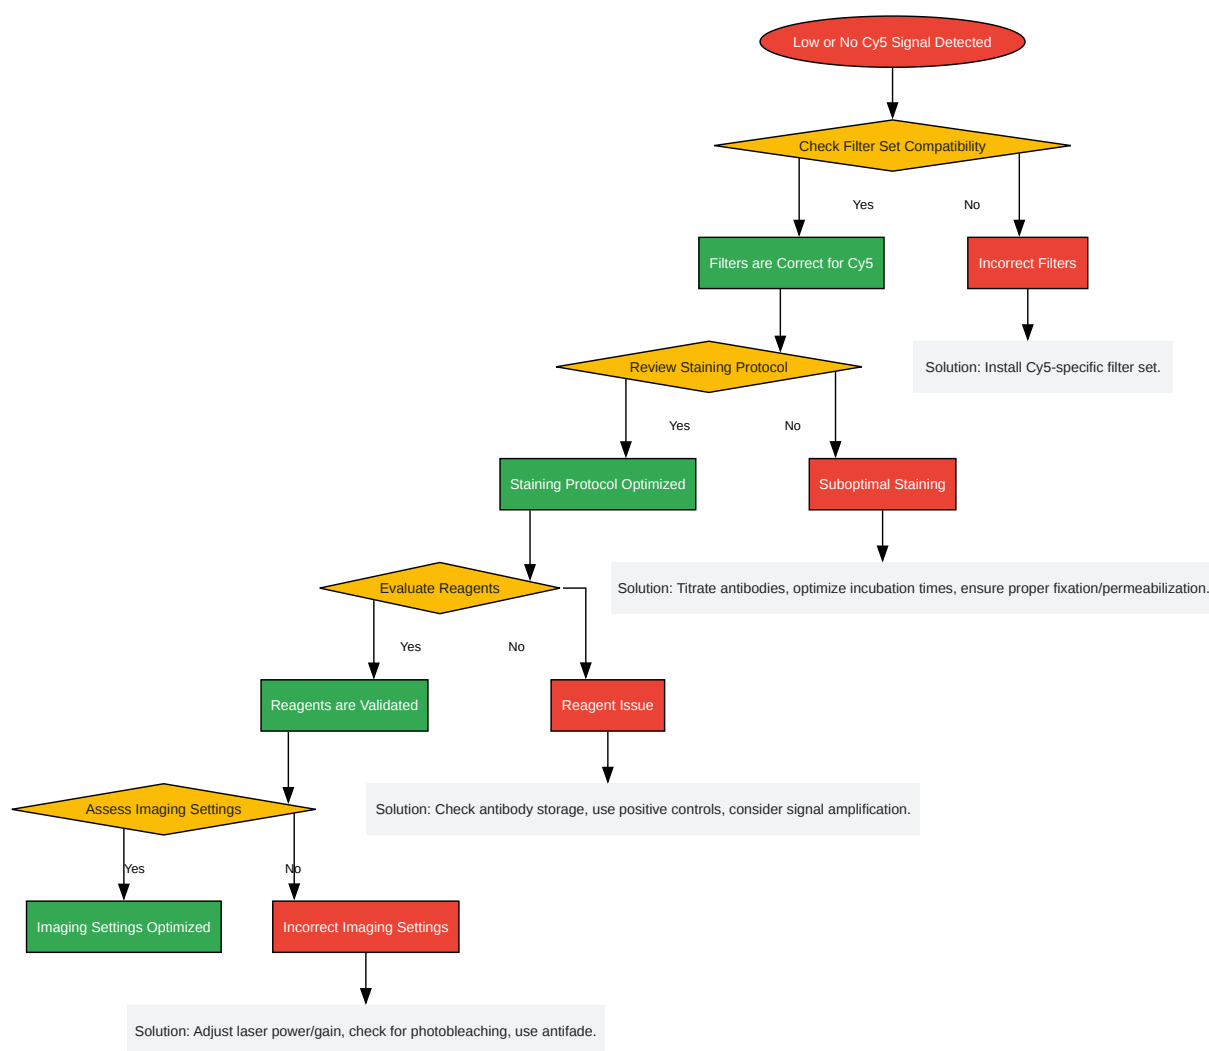 Low or No Cy5 Signal Detected
Check Filter Set Compatibility
Yes
No
Filters are Correct for Cy5
Incorrect Filters
Review Staining Protocol
Solution: Install Cy5-specific filter set.
Yes
No
Staining Protocol Optimized
Suboptimal Staining
Evaluate Reagents
Solution: Titrate antibodies, optimize incubation times, ensure proper fixation/permeabilization.
Yes
No
Reagents are Validated
Reagent Issue
Assess Imaging Settings
Solution: Check antibody storage, use positive controls, consider signal amplification.
Yes
No
Imaging Settings Optimized
Incorrect Imaging Settings
Solution: Adjust laser power/gain, check for photobleaching, use antifade.